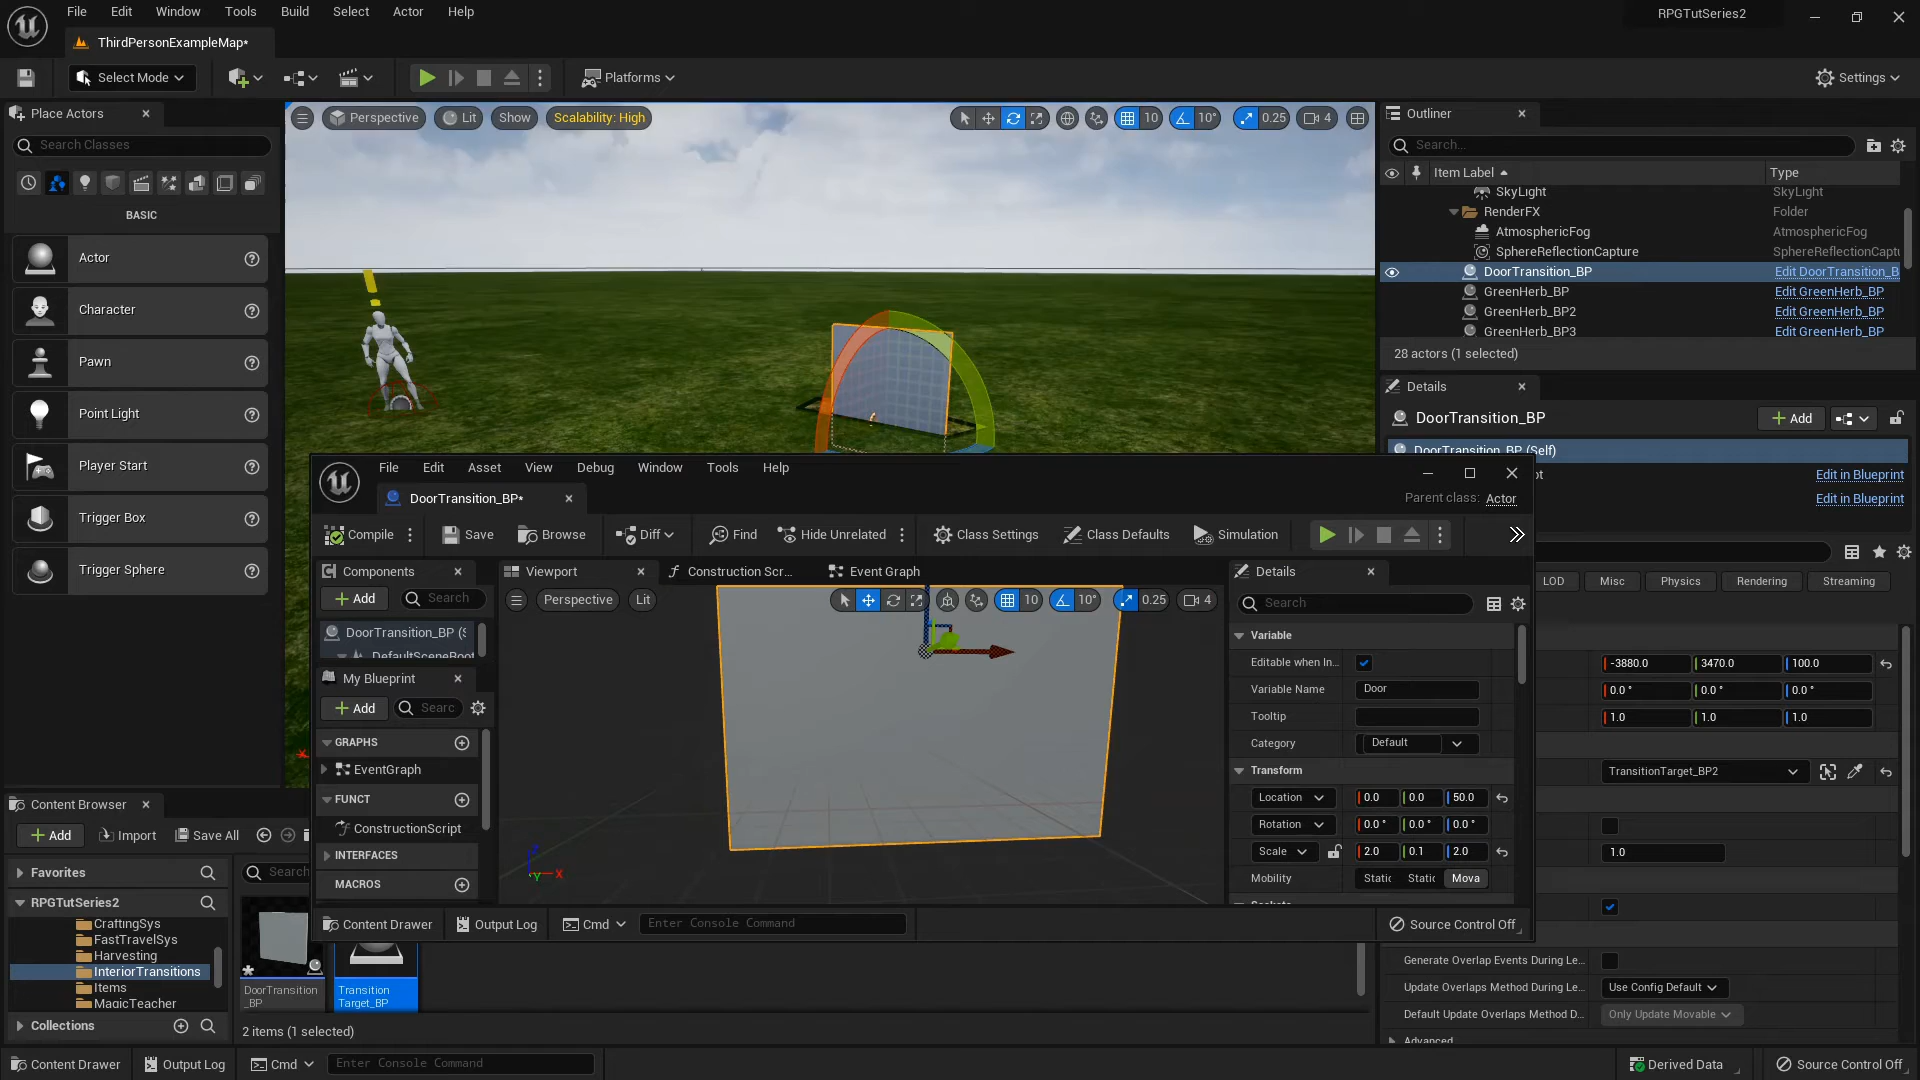 File Edit Window Tools Build Select Actor Help
RPGTutSeries2
ThirdPersonExampleMap*
Select Mode
Platforms
Settings
Place Actors
Search Classes
BASIC
Actor
Character
Pawn
Point Light
Player Start
Trigger Box
Trigger Sphere
Perspective Lit Show Scalability: High
10 10° 0.25 4
Outliner
Search...
Item Label Type
SkyLight SkyLight
RenderFX Folder
AtmosphericFog AtmosphericFog
SphereReflectionCapture SphereReflectionCaptu
DoorTransition_BP Edit DoorTransition_B
GreenHerb_BP Edit GreenHerb_BP
GreenHerb_BP2 Edit GreenHerb_BP
GreenHerb_BP3 Edit GreenHerb_BP
28 actors (1 selected)
Details
DoorTransition_BP
Add
DoorTransition_BP (Self)
Edit in Blueprint
Edit in Blueprint
LOD Misc Physics Rendering Streaming
-3880.0 3470.0 100.0
0.0 ° 0.0 ° 0.0 °
1.0 1.0 1.0
TransitionTarget_BP2
1.0
Generate Overlap Events During Le...
Update Overlaps Method During Le... Use Config Default
Default Update Overlaps Method D... Only Update Movable
Advanced
File Edit Asset View Debug Window Tools Help
DoorTransition_BP*
Parent class: Actor
Compile Save Browse Diff Find Hide Unrelated Class Settings Class Defaults Simulation
Components
Add Search
DoorTransition_BP (S
DefaultSceneRoot
My Blueprint
Add Searc
GRAPHS
EventGraph
FUNCT
ConstructionScript
INTERFACES
MACROS
Viewport Construction Scr... Event Graph
Perspective Lit
10 10° 0.25 4
Z
Y X
Details
Search
Variable
Editable when In...
Variable Name Door
Tooltip
Category Default
Transform
Location 0.0 0.0 50.0
Rotation 0.0 ° 0.0 ° 0.0 °
Scale 2.0 0.1 2.0
Mobility Static Static Mova
Content Drawer Output Log Cmd Enter Console Command Source Control Off
Content Browser
Add Import Save All
Favorites
Search
RPGTutSeries2
CraftingSys
FastTravelSys
Harvesting
InteriorTransitions
Items
MagicTeacher
Collections
DoorTransition
_BP
Transition
Target_BP
2 items (1 selected)
Content Drawer Output Log Cmd Enter Console Command Derived Data Source Control Off